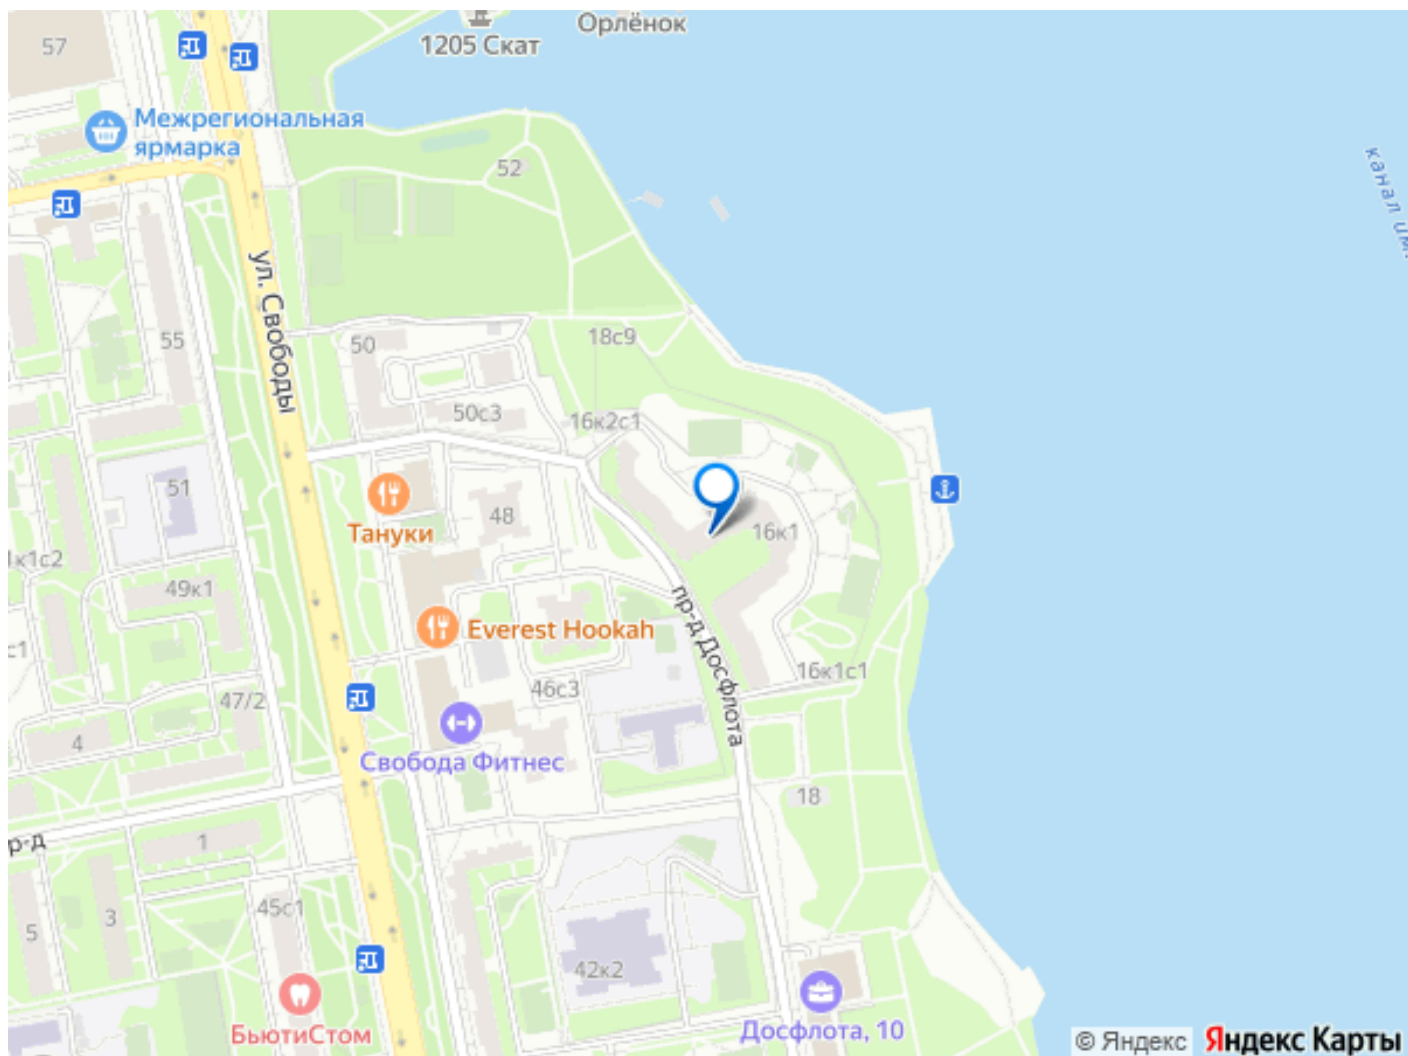 Орлёнок
1205 Скат
57
Межрегиональная
ярмарка
52
канал им.
ул. Свободы
55
50
18с9
50с3
16к2с1
51
48
16к1
Тануки
1к1с2
49к1
пр-д Досфлота
Everest Hookah
с1
16к1с1
46с3
47/2
4
Свобода Фитнес
18
пр-д
1
45с1
3
5
42к2
БьютиСтом
Досфлота, 10
© Яндекс Яндекс Карты